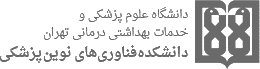 دانشگاه علوم پزشکی و
خدمات بهداشتی درمانی تهران
دانشکده فناوری‌های نوین پزشکی